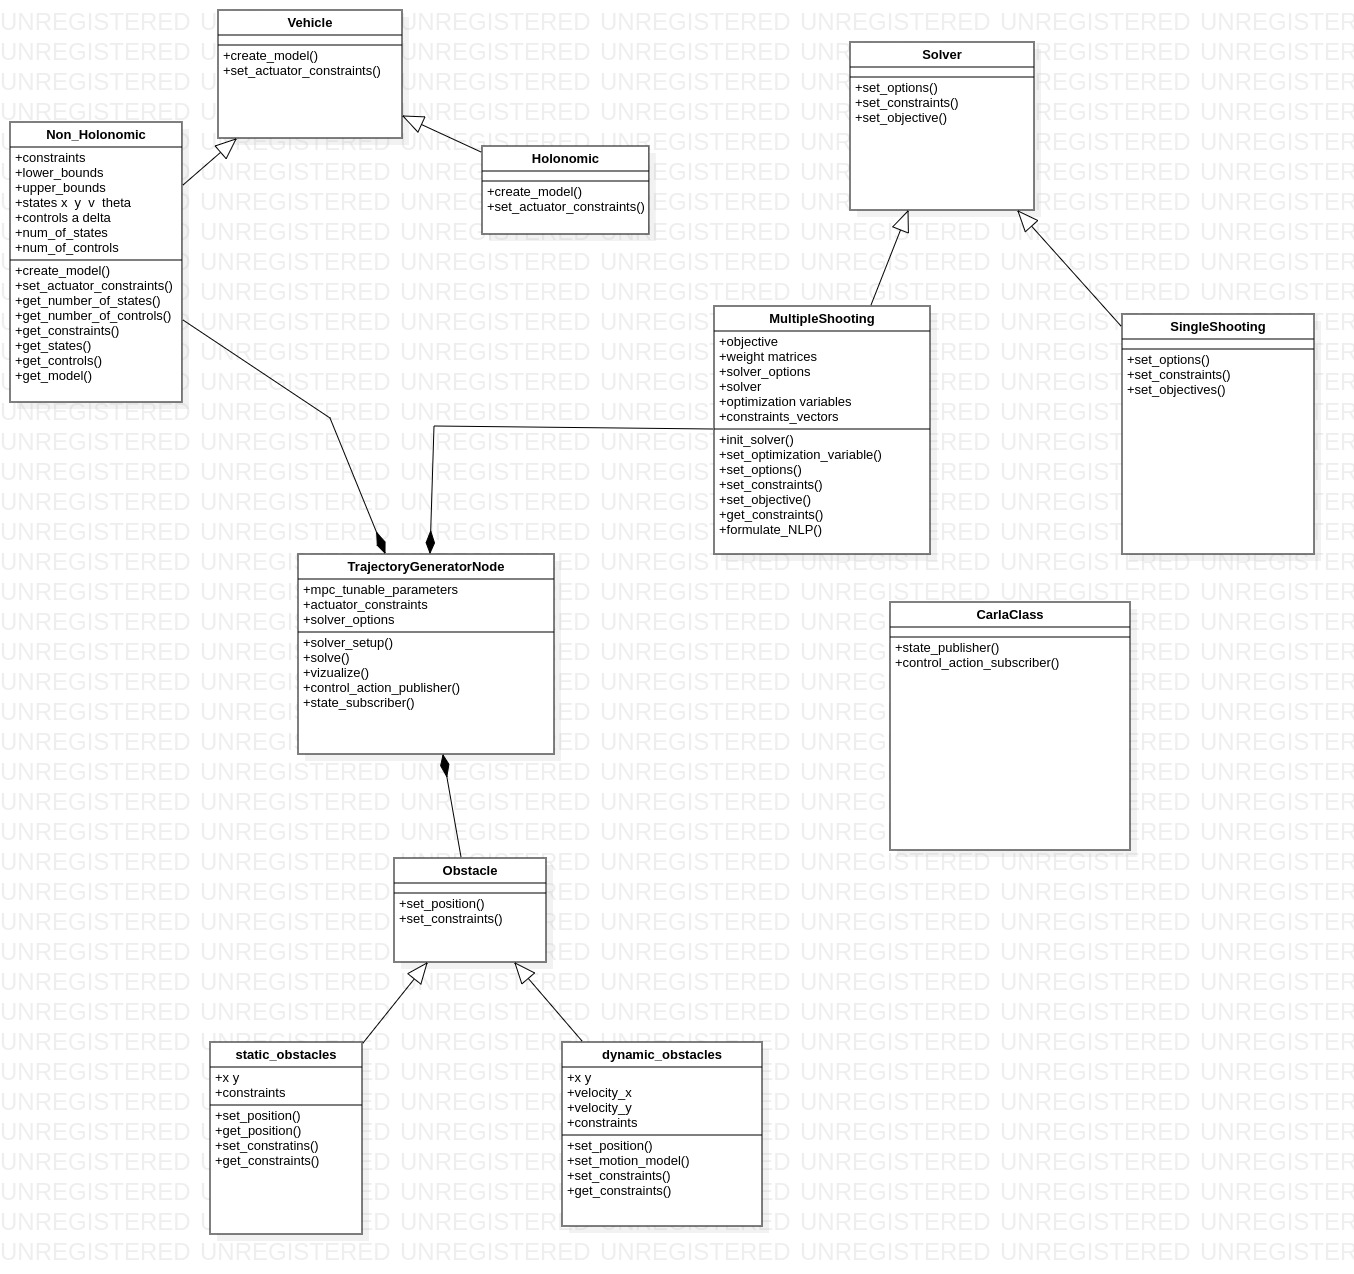 Vehicle
+create_model()
+set_actuator_constraints()
Non_Holonomic
+constraints
+lower_bounds
+upper_bounds
+states x  y  v  theta
+controls a delta
+num_of_states
+num_of_controls
+create_model()
+set_actuator_constraints()
+get_number_of_states()
+get_number_of_controls()
+get_constraints()
+get_states()
+get_controls()
+get_model()
Holonomic
+create_model()
+set_actuator_constraints()
Solver
+set_options()
+set_constraints()
+set_objective()
MultipleShooting
+objective
+weight matrices
+solver_options
+solver
+optimization variables
+constraints_vectors
+init_solver()
+set_optimization_variable()
+set_options()
+set_constraints()
+set_objective()
+get_constraints()
+formulate_NLP()
SingleShooting
+set_options()
+set_constraints()
+set_objectives()
TrajectoryGeneratorNode
+mpc_tunable_parameters
+actuator_constraints
+solver_options
+solver_setup()
+solve()
+vizualize()
+control_action_publisher()
+state_subscriber()
CarlaClass
+state_publisher()
+control_action_subscriber()
Obstacle
+set_position()
+set_constraints()
static_obstacles
+x y
+constraints
+set_position()
+get_position()
+set_constratins()
+get_constraints()
dynamic_obstacles
+x y
+velocity_x
+velocity_y
+constraints
+set_position()
+set_motion_model()
+set_constraints()
+get_constraints()
UNREGISTERED